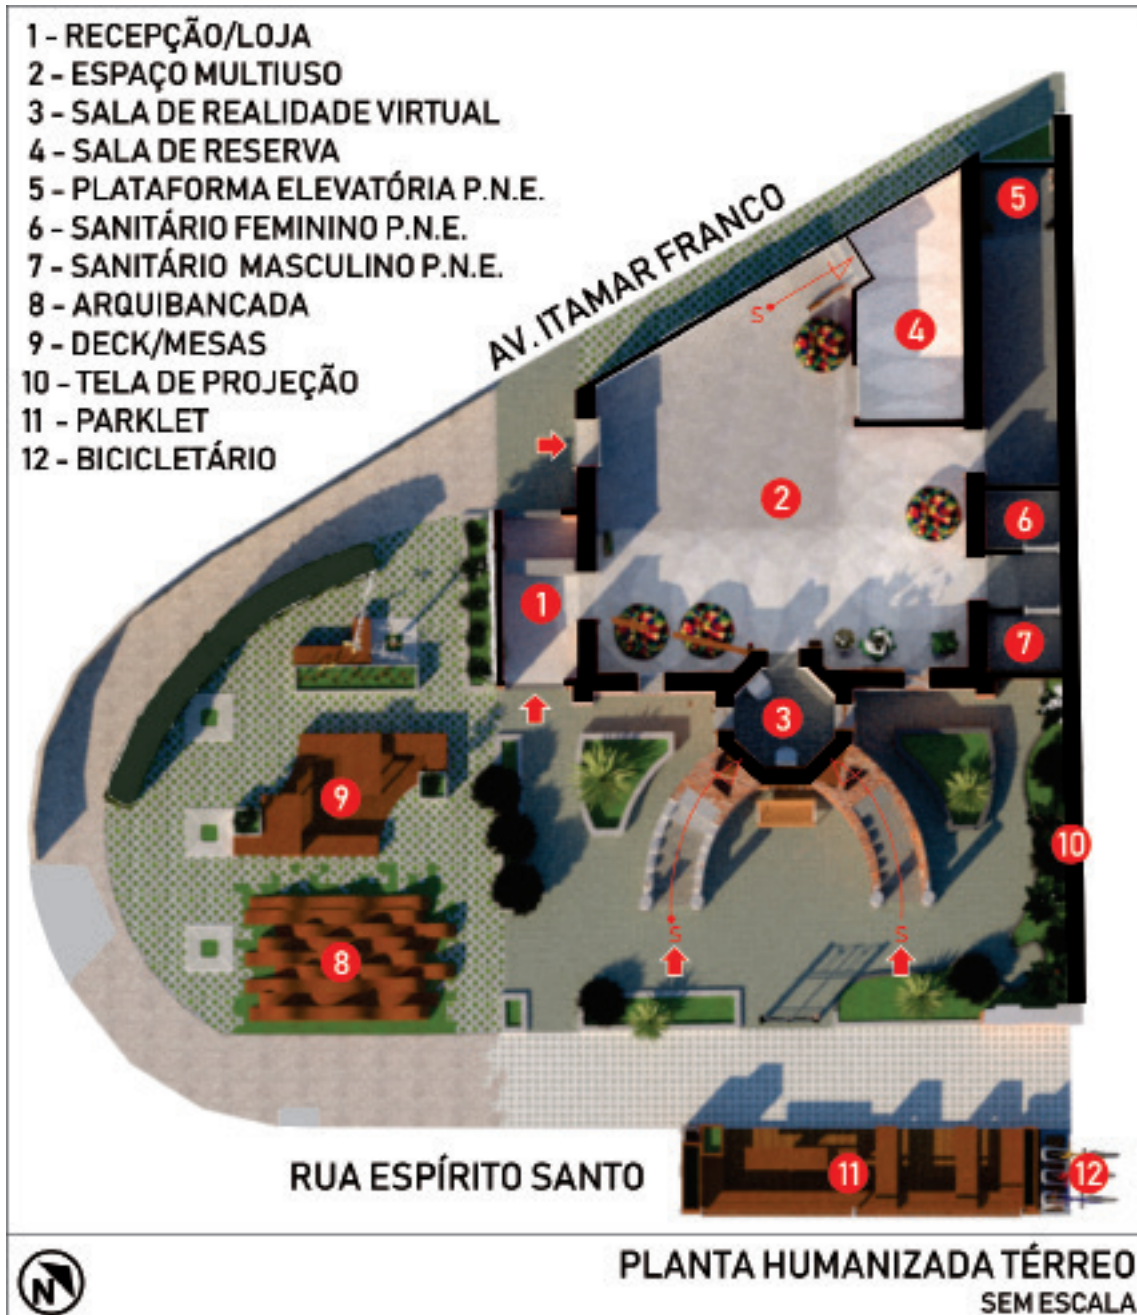 1 - RECEPÇÃO/LOJA
2 - ESPAÇO MULTIUSO
3 - SALA DE REALIDADE VIRTUAL
4 - SALA DE RESERVA
5 - PLATAFORMA ELEVATÓRIA P.N.E.
6 - SANITÁRIO FEMININO P.N.E.
7 - SANITÁRIO MASCULINO P.N.E.
8 - ARQUIBANCADA
9 - DECK/MESAS
10 - TELA DE PROJEÇÃO
11 - PARKLET
12 - BICICLETÁRIO
AV. ITAMAR FRANCO
5
S
4
2
6
1
7
3
9
10
8
S
S
RUA ESPÍRITO SANTO
11
12
N
PLANTA HUMANIZADA TÉRREO
SEM ESCALA